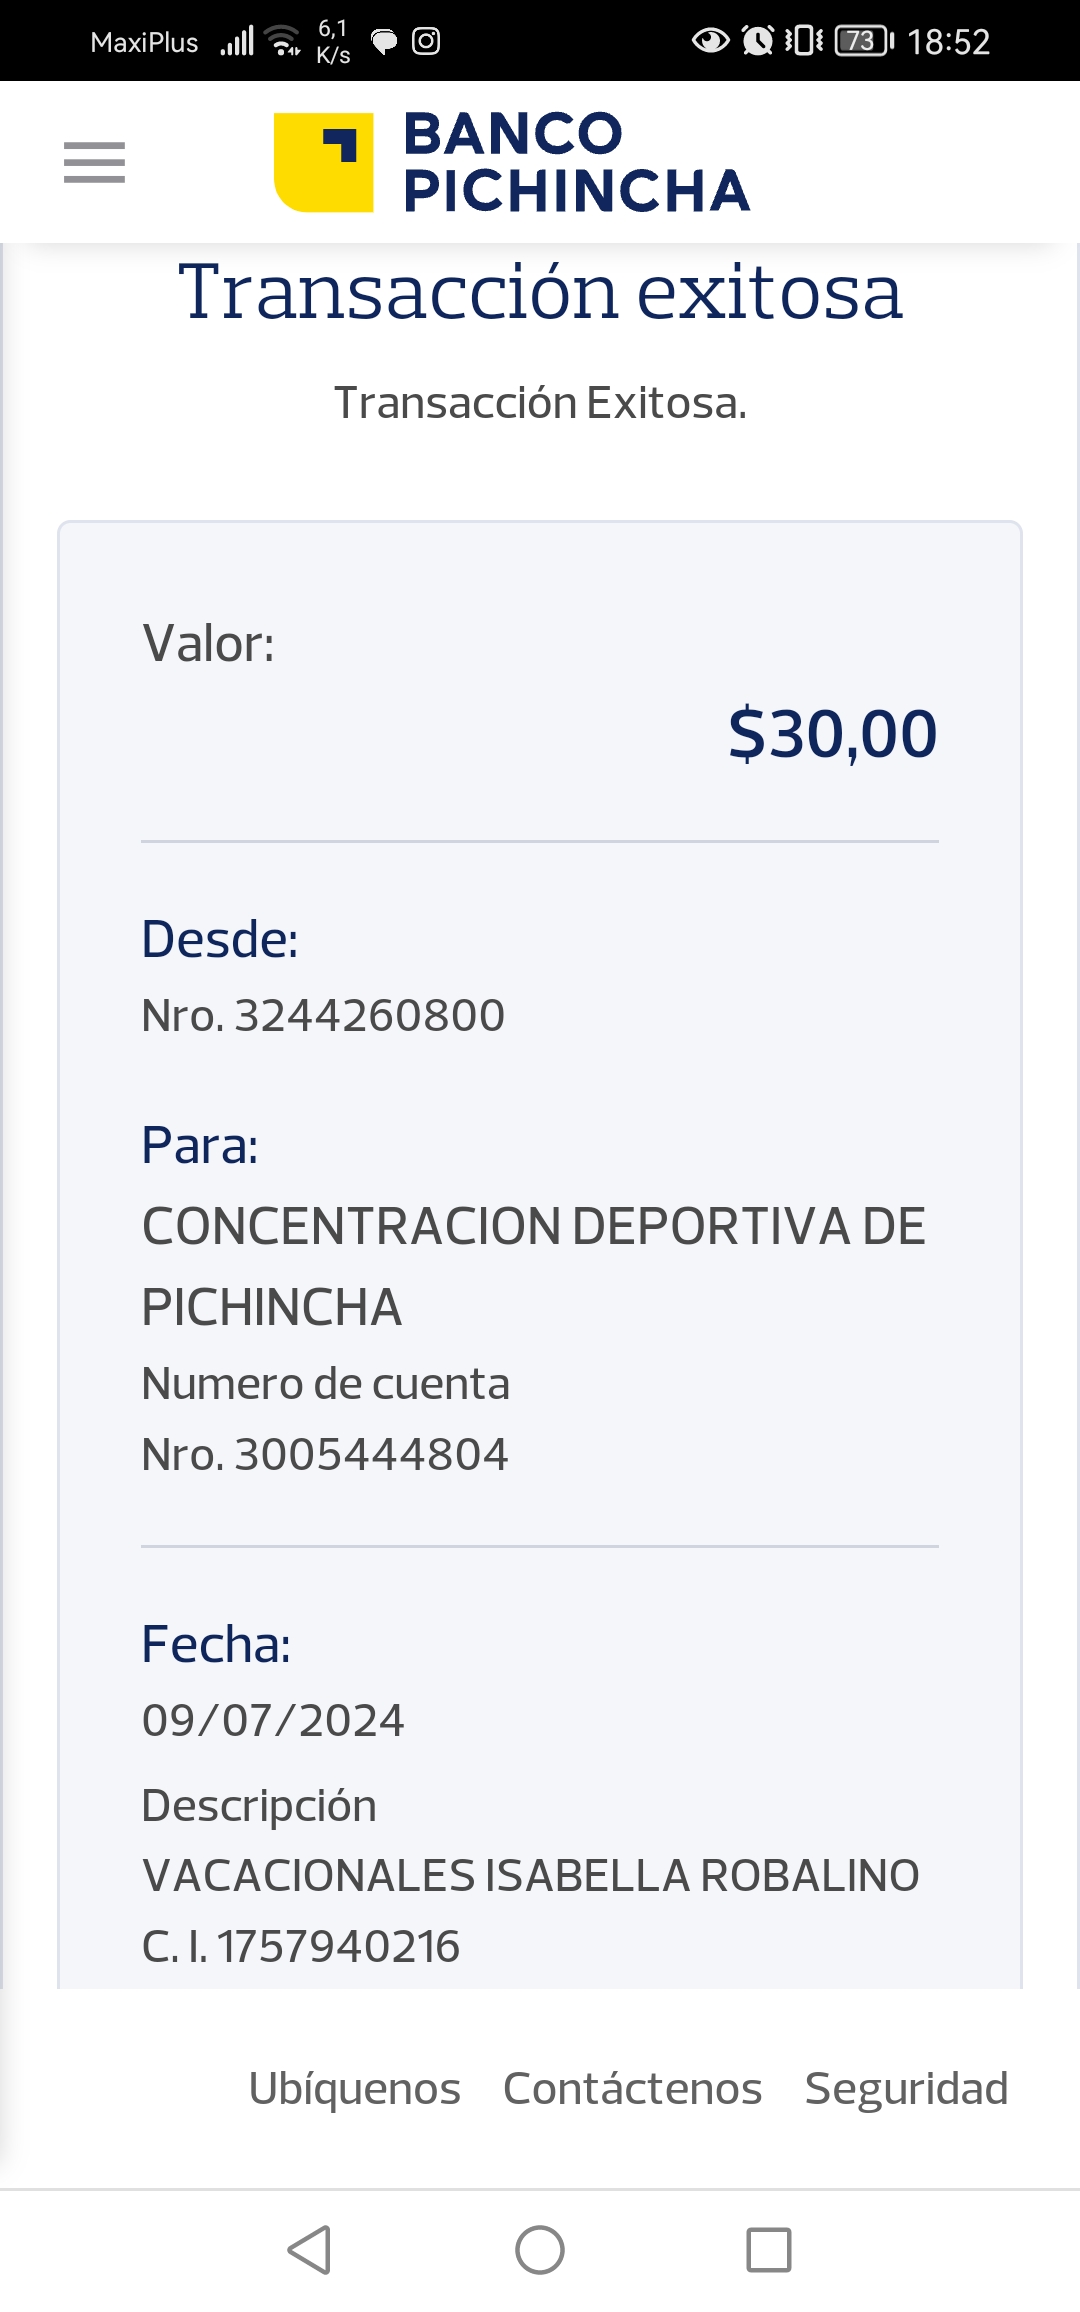 MaxiPlus 6,1 K/s 73 18:52
BANCO
PICHINCHA
Transacción exitosa
Transacción Exitosa.
Valor:
$30,00
Desde:
Nro. 3244260800
Para:
CONCENTRACION DEPORTIVA DE
PICHINCHA
Numero de cuenta
Nro. 3005444804
Fecha:
09/07/2024
Descripción
VACACIONALES ISABELLA ROBALINO
C. I. 1757940216
Ubíquenos Contáctenos Seguridad